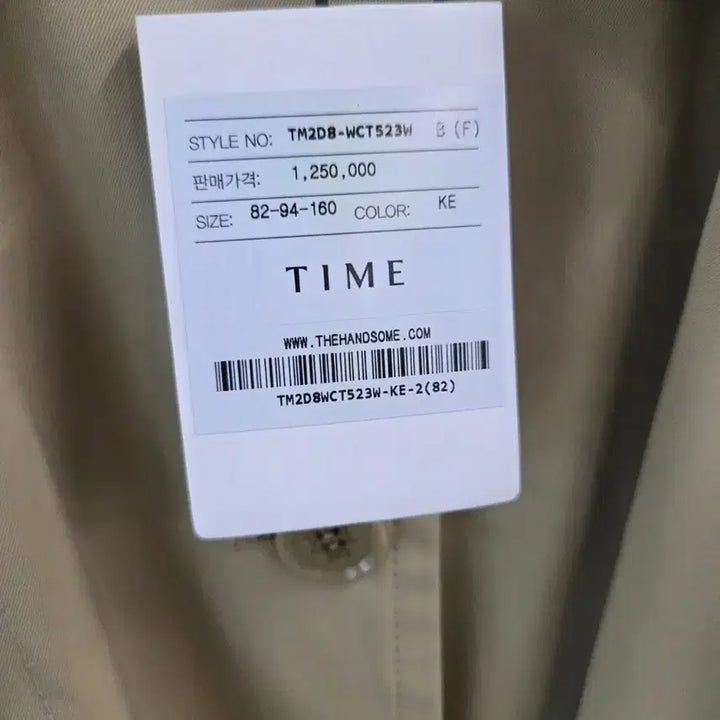 STYLE NO: TM2D8-WCT523W B (F)
판매가격: 1,250,000
SIZE: 82-94-160 COLOR: KE
TIME
WWW.THEHANDSOME.COM
TM2D8WCT523W-KE-2(82)